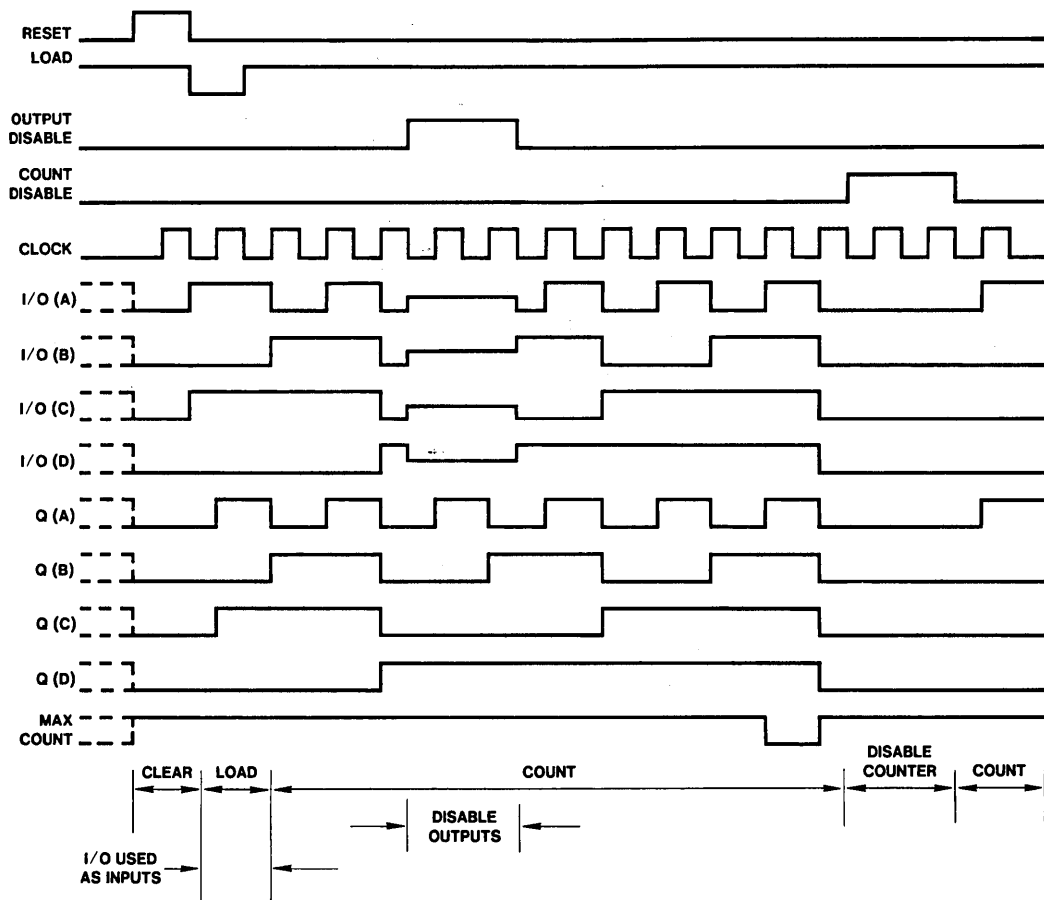 RESET
LOAD
OUTPUT
DISABLE
COUNT
DISABLE
CLOCK
I/O (A)
I/O (B)
I/O (C)
I/O (D)
Q (A)
Q (B)
Q (C)
Q (D)
MAX
COUNT
CLEAR
LOAD
COUNT
DISABLE
COUNTER
COUNT
DISABLE
OUTPUTS
I/O USED
AS INPUTS